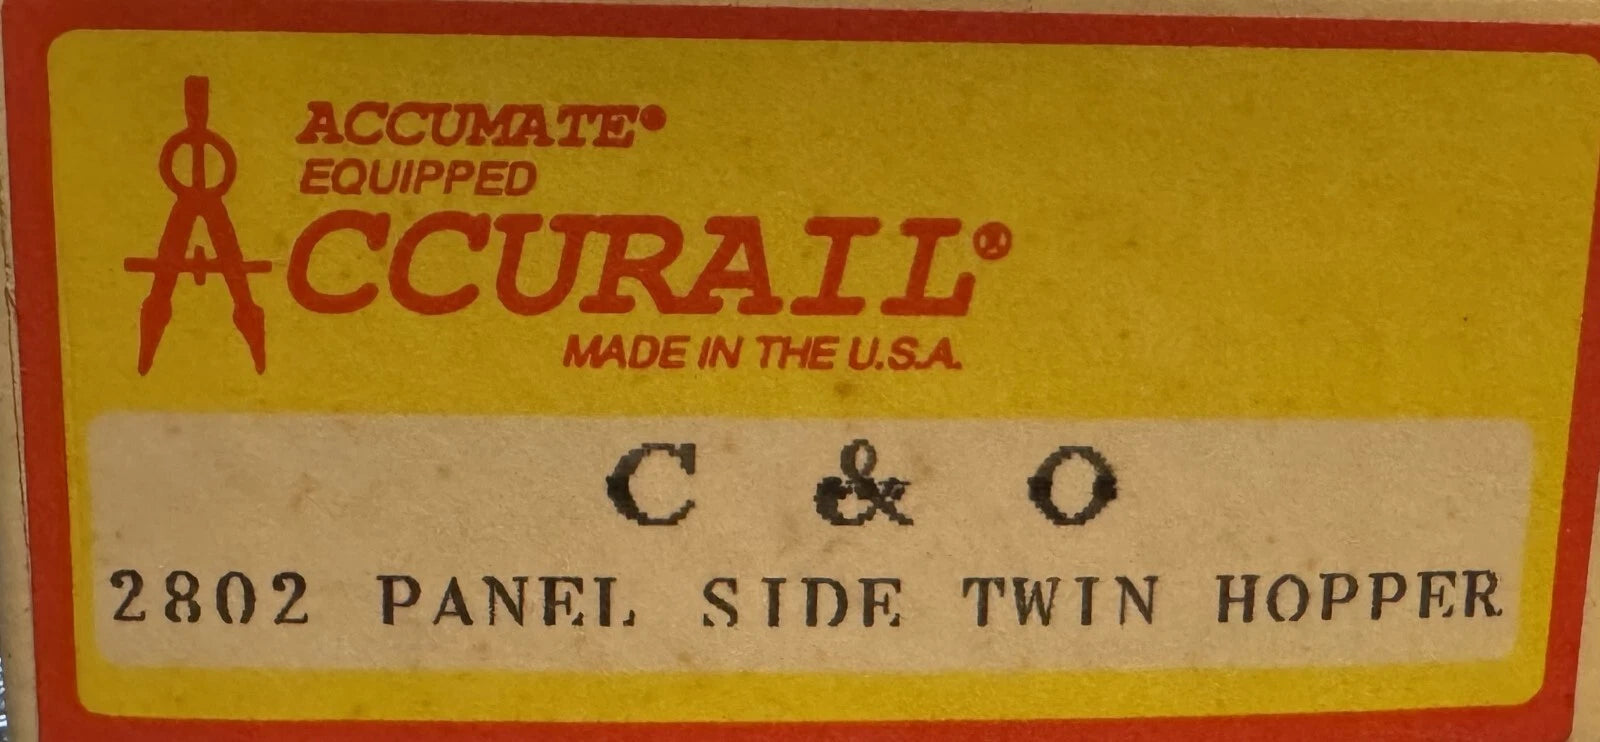 ACCUMATE®
EQUIPPED
ACCURAIL®
MADE IN THE U.S.A.
C & O
2802 PANEL SIDE TWIN HOPPER